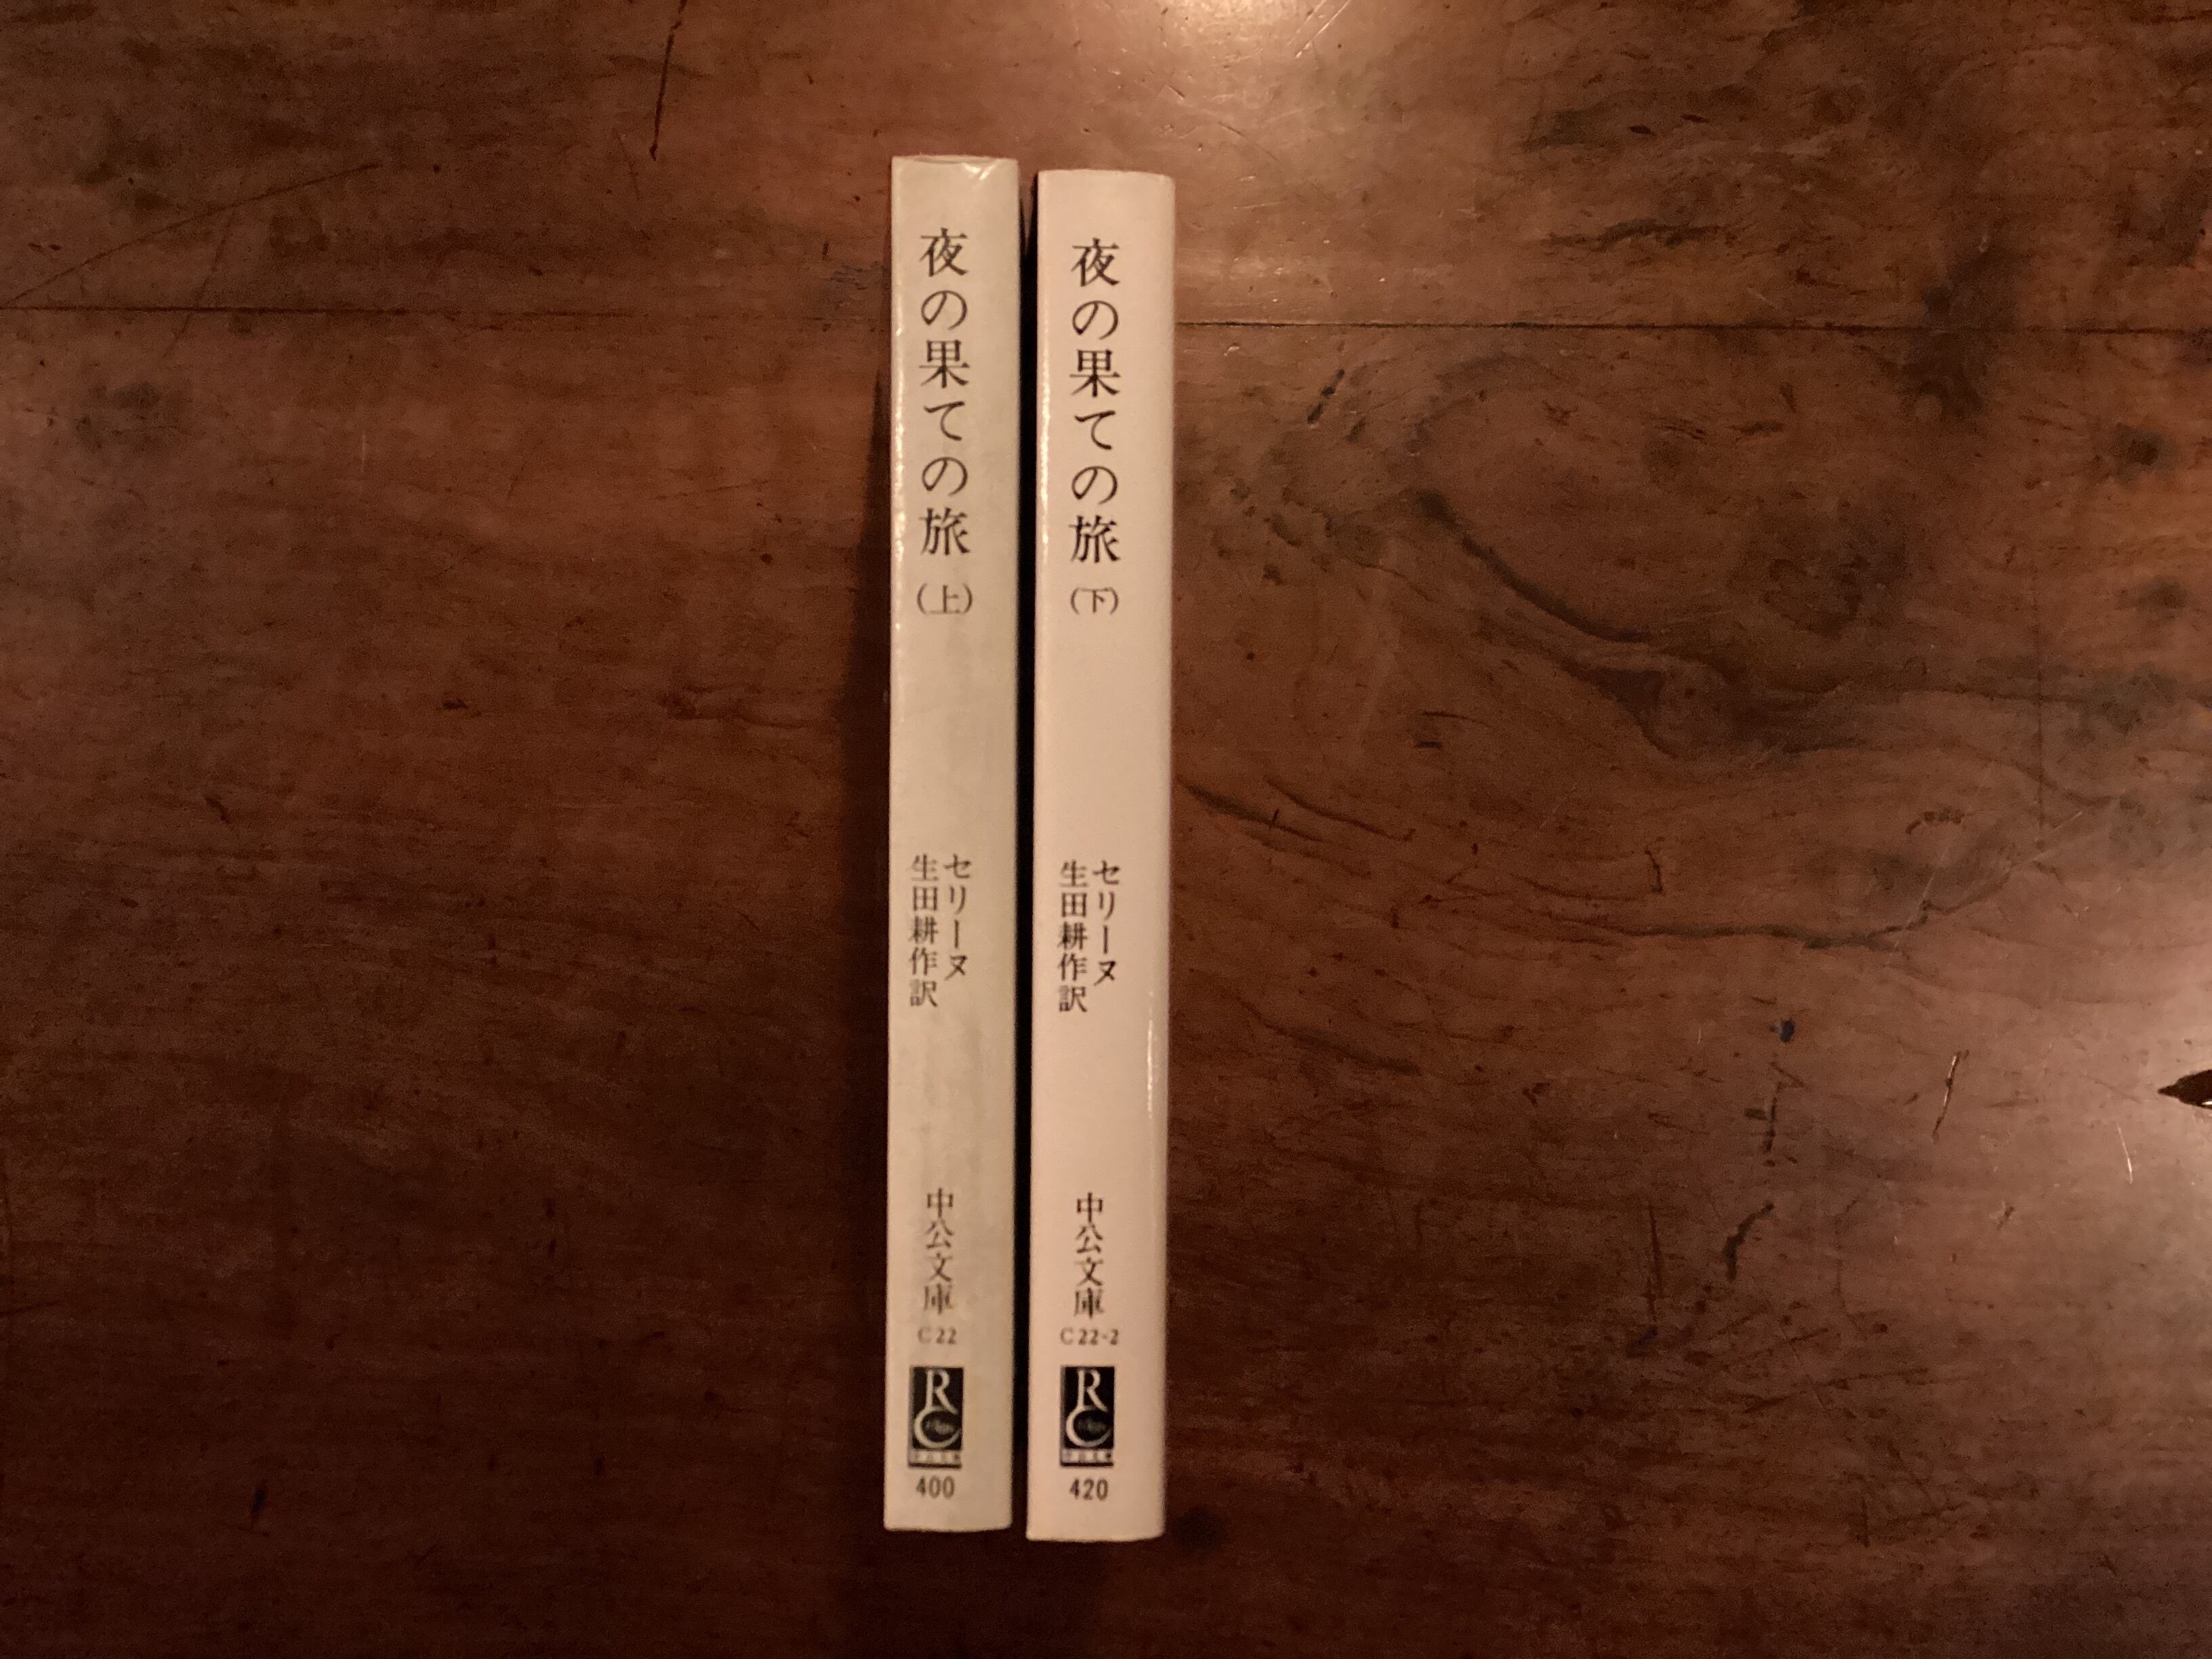 夜の果ての旅
（上）
セリーヌ
生田耕作訳
中公文庫
C22
RC
400
夜の果ての旅
（下）
セリーヌ
生田耕作訳
中公文庫
C22-2
RC
420